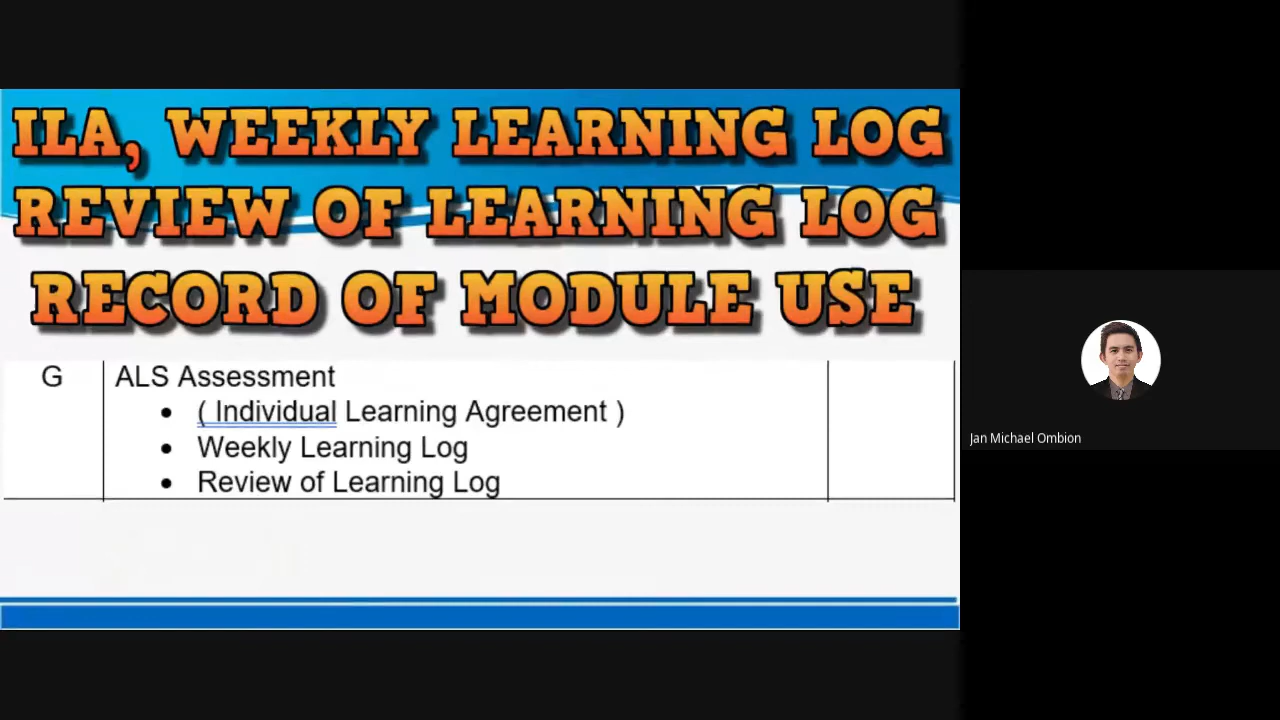 ILA, WEEKLY LEARNING LOG
REVIEW OF LEARNING LOG
RECORD OF MODULE USE
G ALS Assessment
• ( Individual Learning Agreement )
• Weekly Learning Log
• Review of Learning Log
Jan Michael Ombion